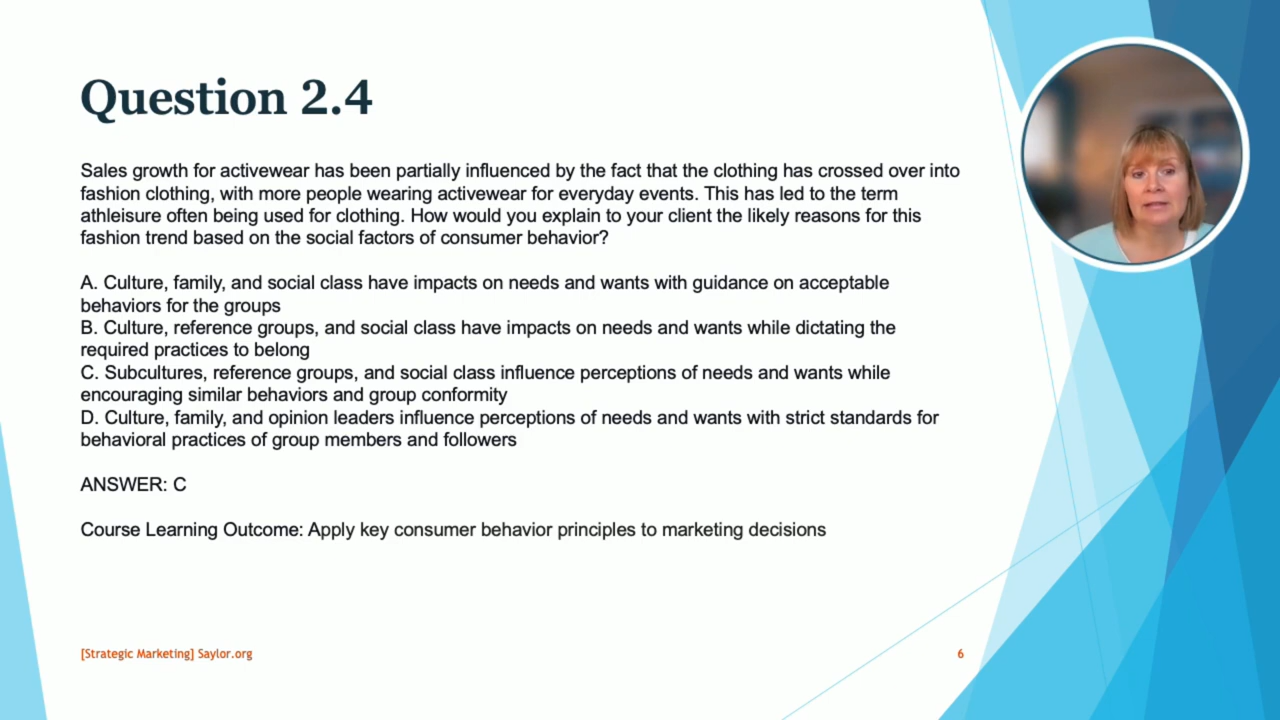 Question 2.4
Sales growth for activewear has been partially influenced by the fact that the clothing has crossed over into
fashion clothing, with more people wearing activewear for everyday events. This has led to the term
athleisure often being used for clothing. How would you explain to your client the likely reasons for this
fashion trend based on the social factors of consumer behavior?
A. Culture, family, and social class have impacts on needs and wants with guidance on acceptable
behaviors for the groups
B. Culture, reference groups, and social class have impacts on needs and wants while dictating the
required practices to belong
C. Subcultures, reference groups, and social class influence perceptions of needs and wants while
encouraging similar behaviors and group conformity
D. Culture, family, and opinion leaders influence perceptions of needs and wants with strict standards for
behavioral practices of group members and followers
ANSWER: C
Course Learning Outcome: Apply key consumer behavior principles to marketing decisions
[Strategic Marketing] Saylor.org
6